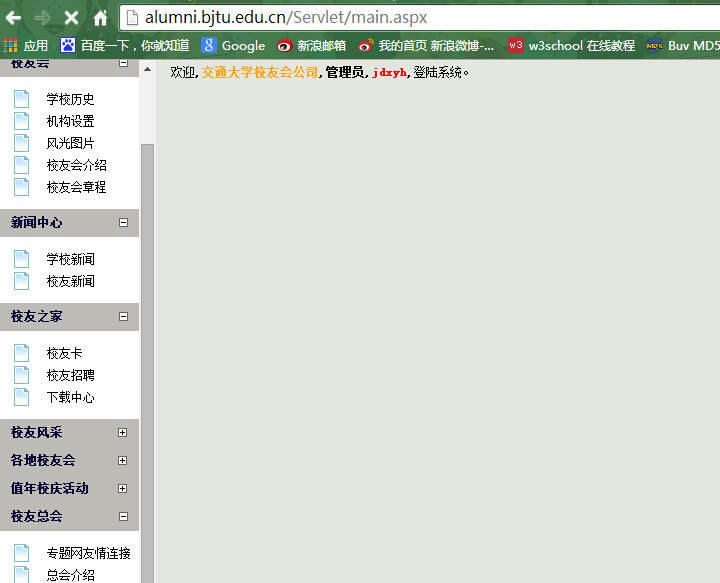 alumni.bjtu.edu.cn/Servlet/main.aspx
应用 百度一下，你就知道 Google 新浪邮箱 我的首页 新浪微博-... w3school 在线教程 Buv MD5
校友会
欢迎,交通大学校友会公司,管理员,jdxyh,登陆系统。
学校历史
机构设置
风光图片
校友会介绍
校友会章程
新闻中心
学校新闻
校友新闻
校友之家
校友卡
校友招聘
下载中心
校友风采
各地校友会
值年校庆活动
校友总会
专题网友情连接
总会介绍